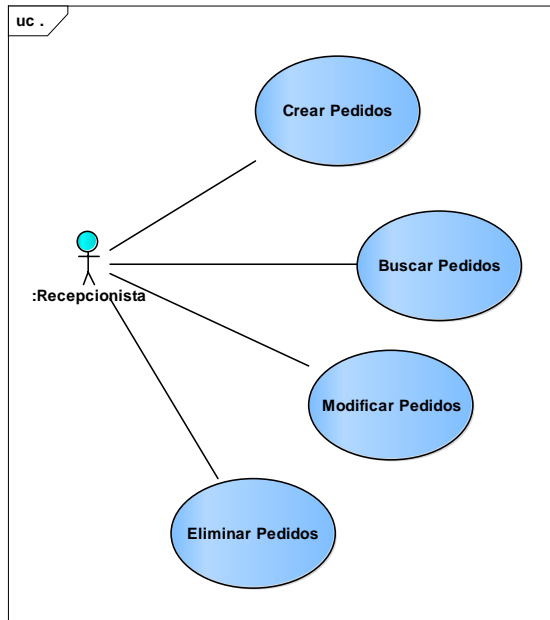 uc .
Crear Pedidos
Buscar Pedidos
:Recepcionista
Modificar Pedidos
Eliminar Pedidos